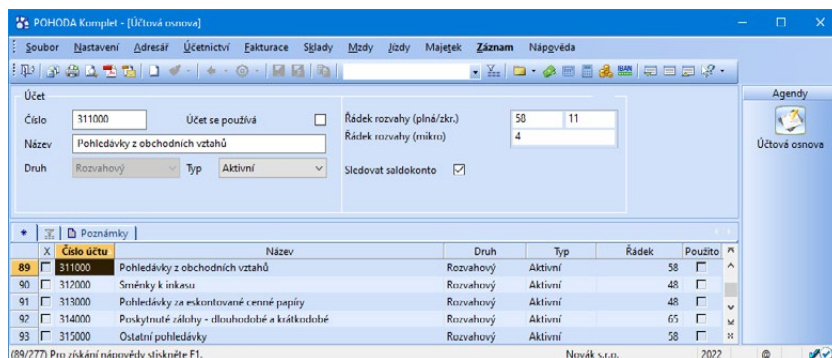 POHODA Komplet - [Účtová osnova]
Soubor Nastavení Adresář Účetnictví Fakturace Sklady Mzdy Jízdy Majetek Záznam Nápověda
Účet
Číslo 311000 Účet se používá Řádek rozvahy (plná/zkr.) 58 11
Název Pohledávky z obchodních vztahů Řádek rozvahy (mikro) 4
Druh Rozvahový Typ Aktivní Sledovat saldokonto
Agendy
Účtová osnova
Poznámky
X Číslo účtu Název Druh Typ Řádek Použito
89 311000 Pohledávky z obchodních vztahů Rozvahový Aktivní 58
90 312000 Směnky k inkasu Rozvahový Aktivní 48
91 313000 Pohledávky za eskontované cenné papíry Rozvahový Aktivní 48
92 314000 Poskytnuté zálohy - dlouhodobé a krátkodobé Rozvahový Aktivní 65
93 315000 Ostatní pohledávky Rozvahový Aktivní 58
(89/277) Pro získání nápovědy stiskněte F1. Novák s.r.o. 2022 @